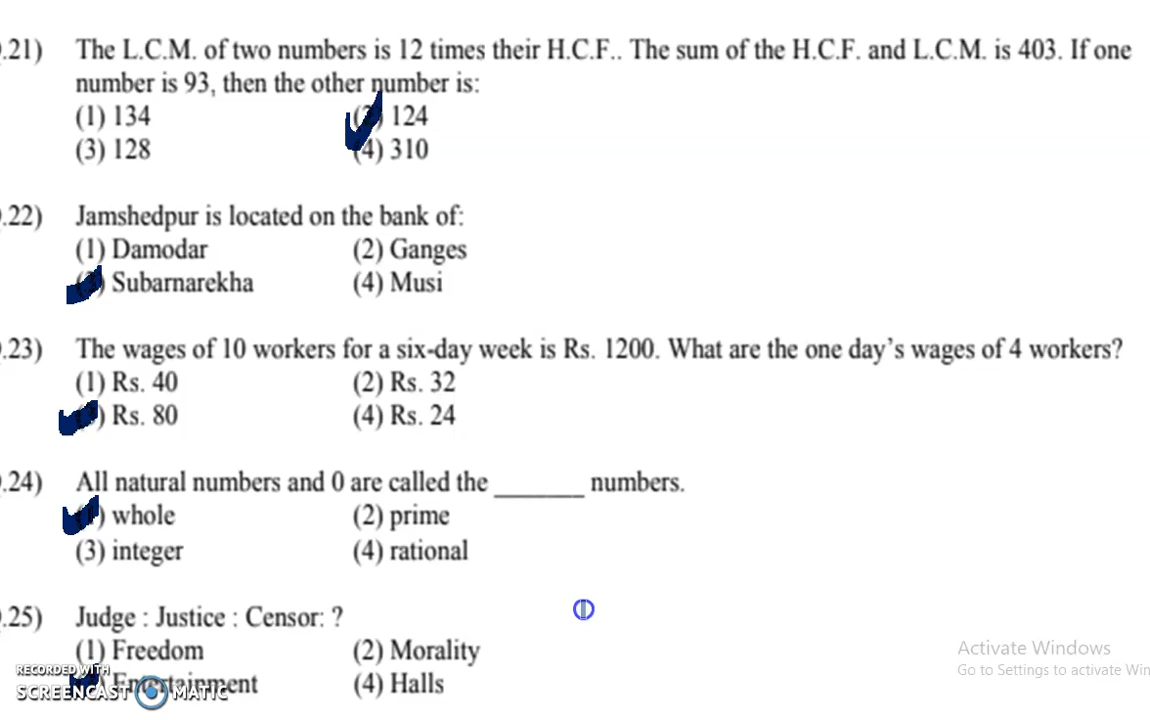 .21) The L.C.M. of two numbers is 12 times their H.C.F.. The sum of the H.C.F. and L.C.M. is 403. If one
number is 93, then the other number is:
(1) 134 124
(3) 128 (4) 310
.22) Jamshedpur is located on the bank of:
(1) Damodar (2) Ganges
Subarnarekha (4) Musi
.23) The wages of 10 workers for a six-day week is Rs. 1200. What are the one day's wages of 4 workers?
(1) Rs. 40 (2) Rs. 32
Rs. 80 (4) Rs. 24
.24) All natural numbers and 0 are called the _______ numbers.
whole (2) prime
(3) integer (4) rational
.25) Judge : Justice : Censor: ?
(1) Freedom (2) Morality
Entertainment (4) Halls
RECORDED WITH
SCREENCAST MATIC
Activate Windows
Go to Settings to activate Win